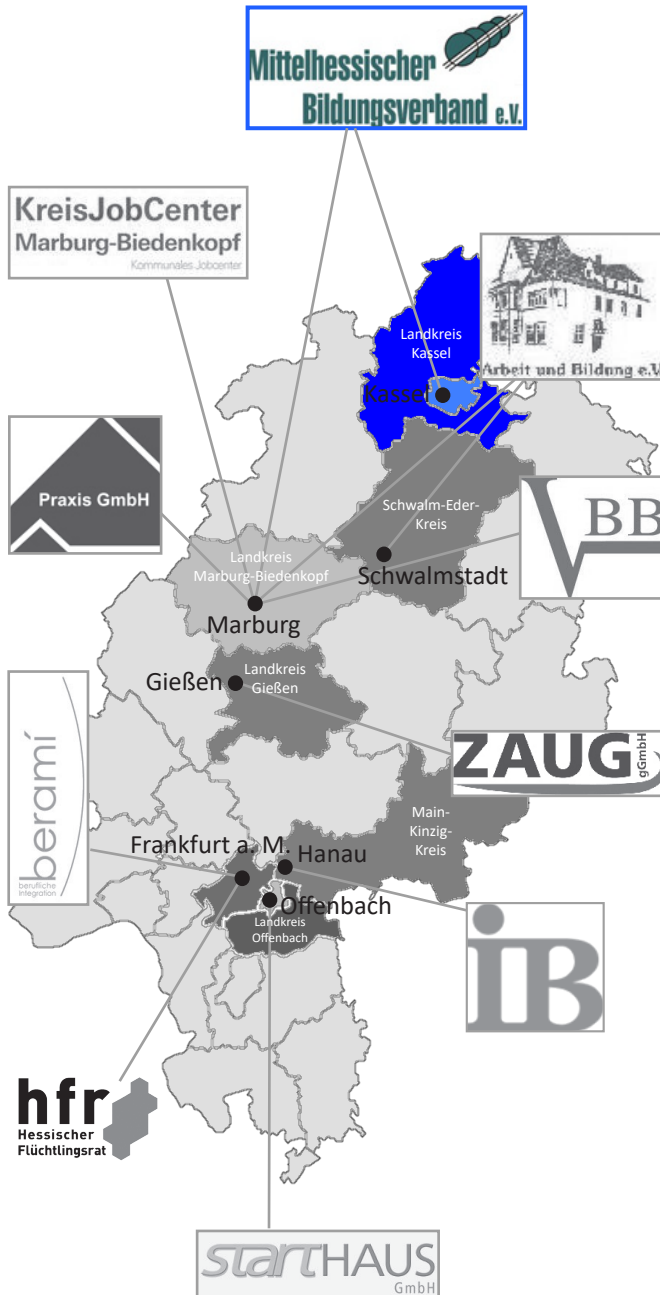 Mittelhessischer
Bildungsverband e.V.
KreisJobCenter
Marburg-Biedenkopf
Kommunales Jobcenter
Landkreis
Kassel
Arbeit und Bildung e.V.
Kassel
Praxis GmbH
Schwalm-Eder-
Kreis
VBB
Landkreis
Marburg-Biedenkopf
Schwalmstadt
Marburg
Gießen
Landkreis
Gießen
ZAUG
gGmbH
beramí
berufliche
Integration
Main-
Kinzig-
Kreis
Frankfurt a. M.
Hanau
Offenbach
Landkreis
Offenbach
iB
hfr
Hessischer
Flüchtlingsrat
startHAUS
GmbH